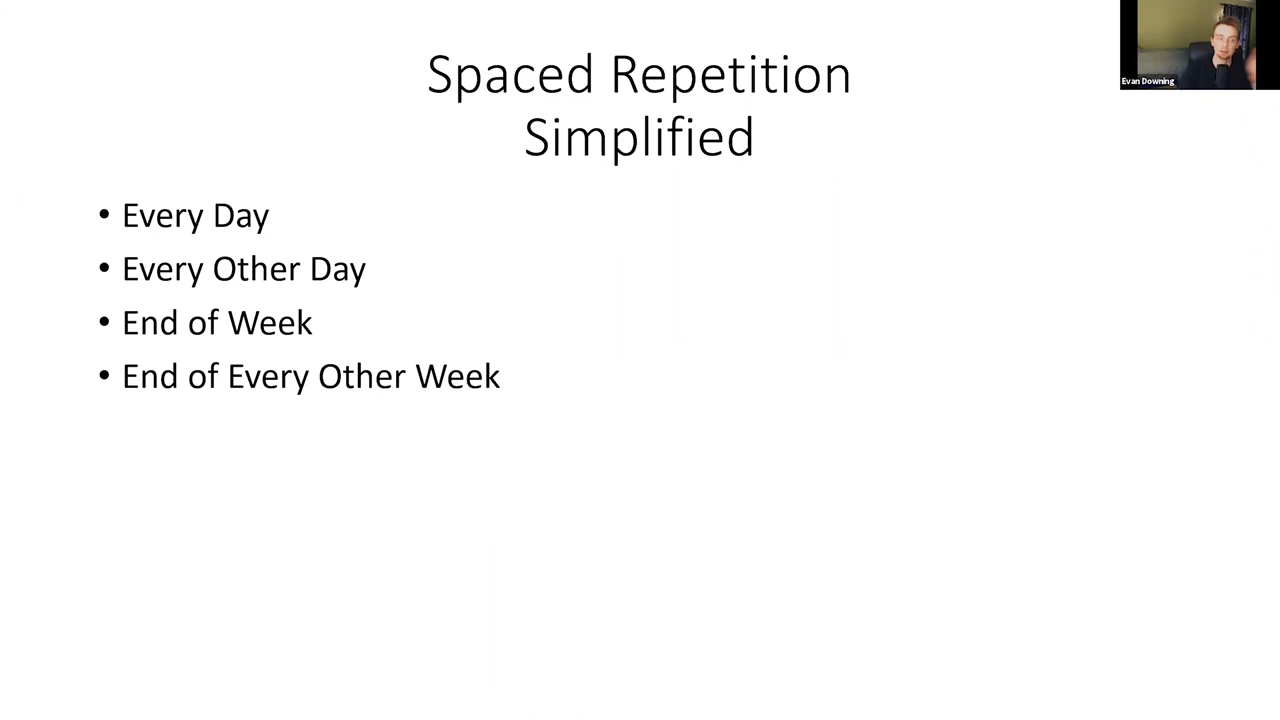 Spaced Repetition
Simplified
Evan Downing
• Every Day
• Every Other Day
• End of Week
• End of Every Other Week